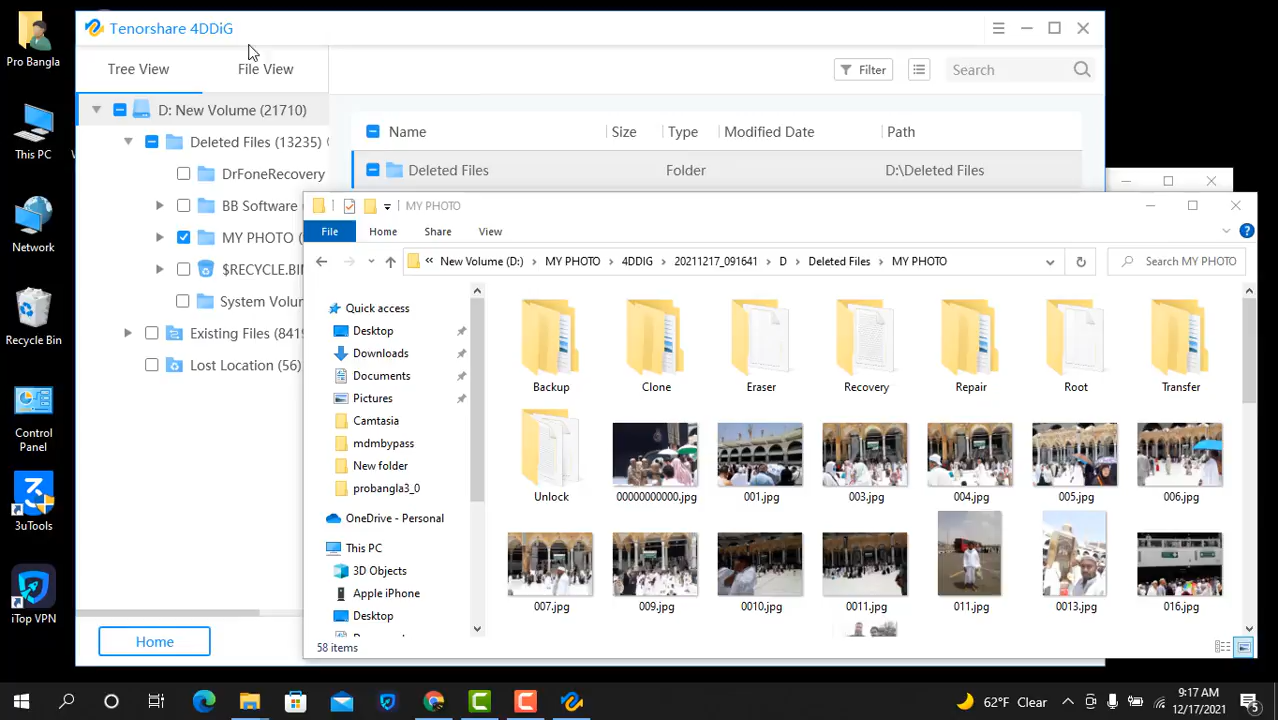 Pro Bangla
This PC
Network
Recycle Bin
Control
Panel
3uTools
iTop VPN
Tenorshare 4DDiG
Tree View
File View
Filter
Search
D: New Volume (21710)
Deleted Files (13235)
DrFoneRecovery
BB Software
MY PHOTO (
$RECYCLE.BIN
System Volu
Existing Files (8419
Lost Location (56)
Home
Name Size Type Modified Date Path
Deleted Files Folder D:\Deleted Files
MY PHOTO
File Home Share View
« New Volume (D:) > MY PHOTO > 4DDIG > 20211217_091641 > D > Deleted Files > MY PHOTO
Search MY PHOTO
Quick access
Desktop
Downloads
Documents
Pictures
Camtasia
mdmbypass
New folder
probangla3_0
OneDrive - Personal
This PC
3D Objects
Apple iPhone
Desktop
Backup Clone Eraser Recovery Repair Root Transfer
Unlock 00000000000.jpg 001.jpg 003.jpg 004.jpg 005.jpg 006.jpg
007.jpg 009.jpg 0010.jpg 0011.jpg 011.jpg 0013.jpg 016.jpg
58 items
62°F Clear
9:17 AM
12/17/2021
5